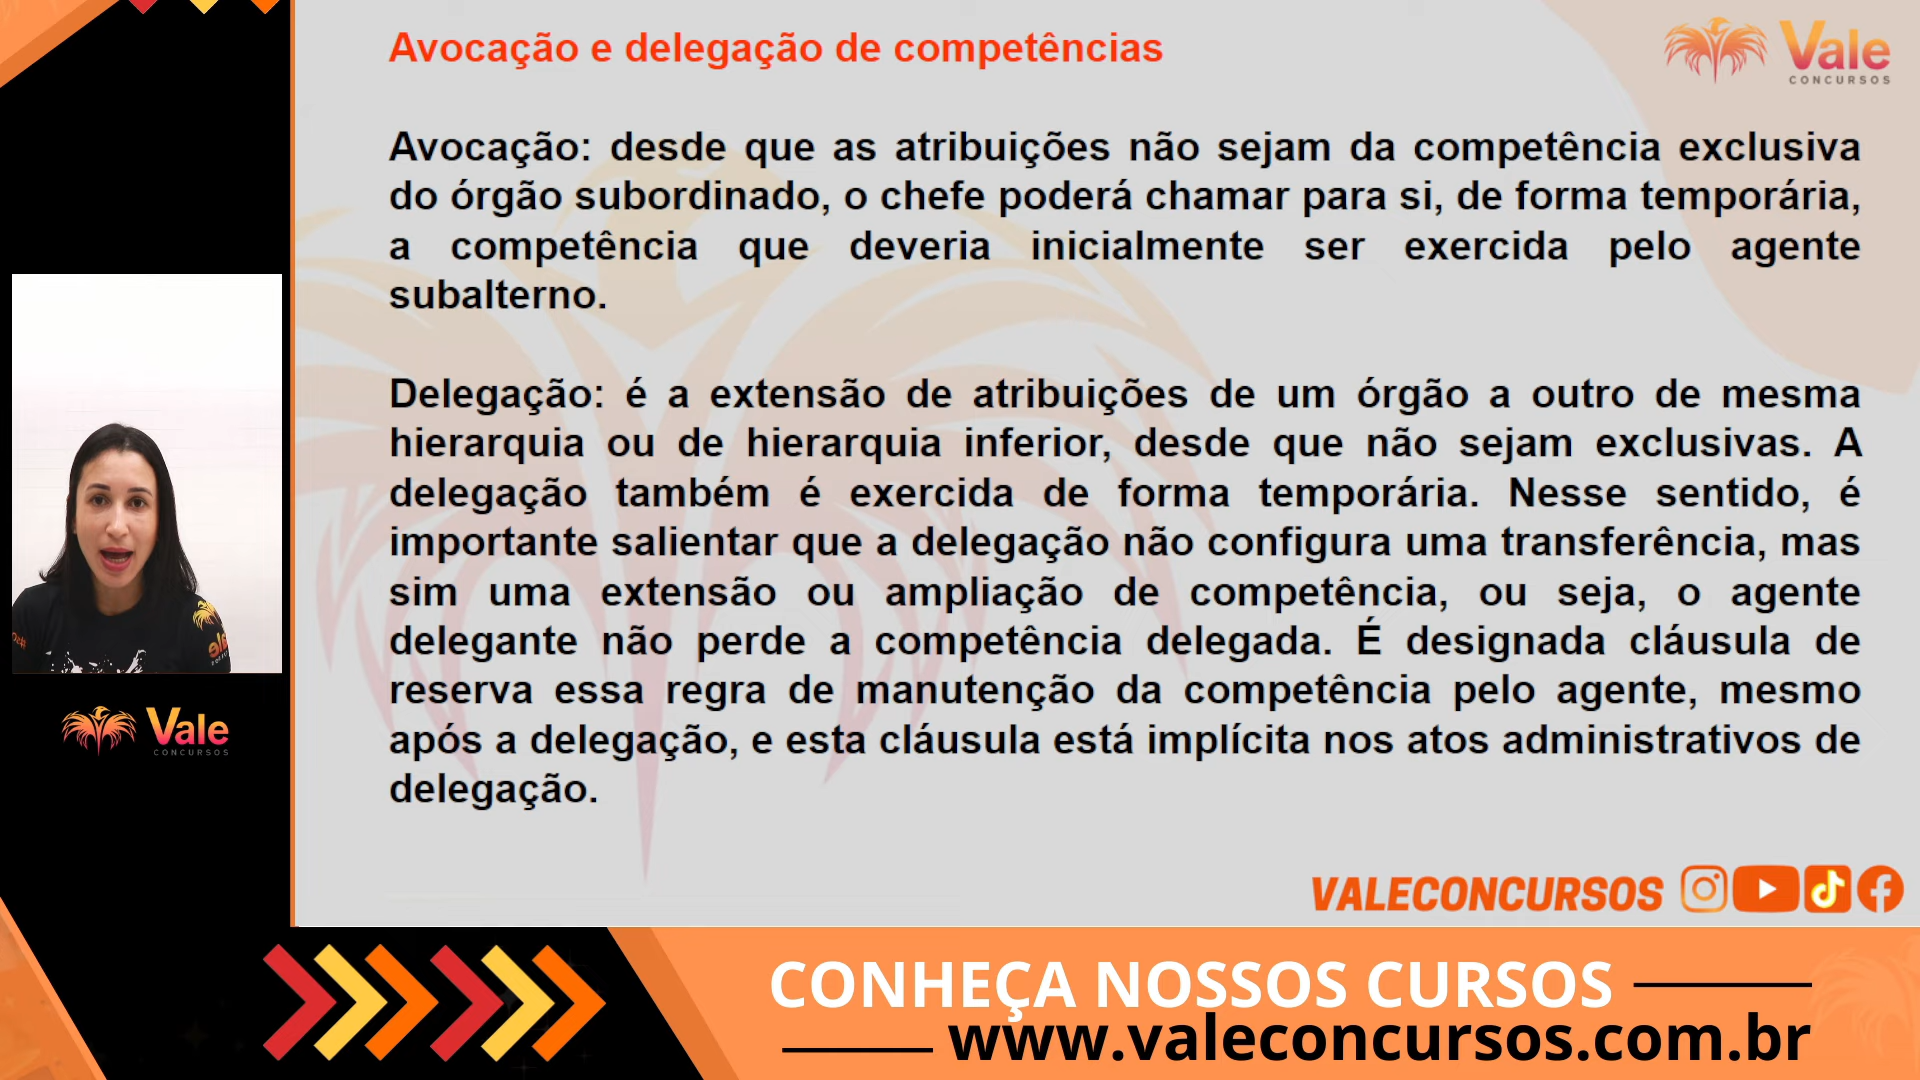 Avocação e delegação de competências
Vale
CONCURSOS
Avocação: desde que as atribuições não sejam da competência exclusiva
do órgão subordinado, o chefe poderá chamar para si, de forma temporária,
a competência que deveria inicialmente ser exercida pelo agente
subalterno.
Delegação: é a extensão de atribuições de um órgão a outro de mesma
hierarquia ou de hierarquia inferior, desde que não sejam exclusivas. A
delegação também é exercida de forma temporária. Nesse sentido, é
importante salientar que a delegação não configura uma transferência, mas
sim uma extensão ou ampliação de competência, ou seja, o agente
delegante não perde a competência delegada. É designada cláusula de
reserva essa regra de manutenção da competência pelo agente, mesmo
após a delegação, e esta cláusula está implícita nos atos administrativos de
delegação.
Vale
CONCURSOS
VALECONCURSOS
CONHEÇA NOSSOS CURSOS
www.valeconcursos.com.br